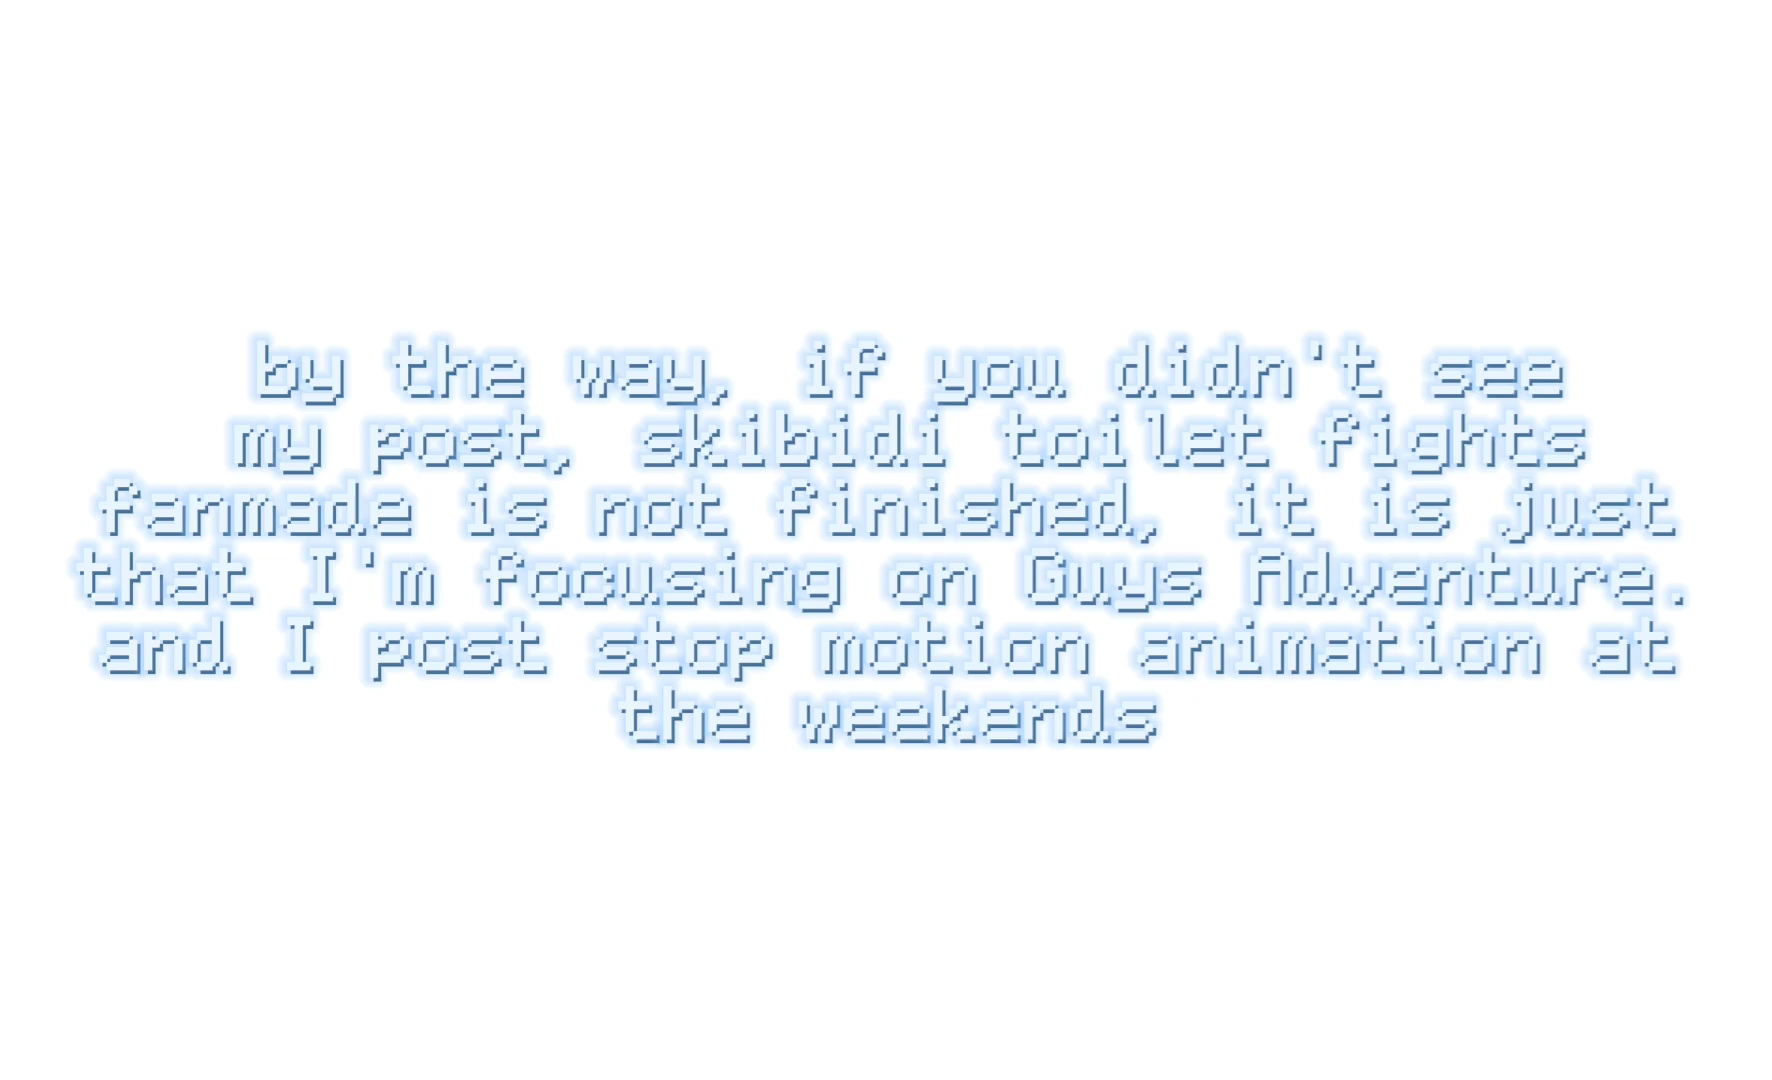 by the way, if you didn't see
my post, skibidi toilet fights
fanmade is not finished, it is just
that I'm focusing on Guys Adventure.
and I post stop motion animation at
the weekends